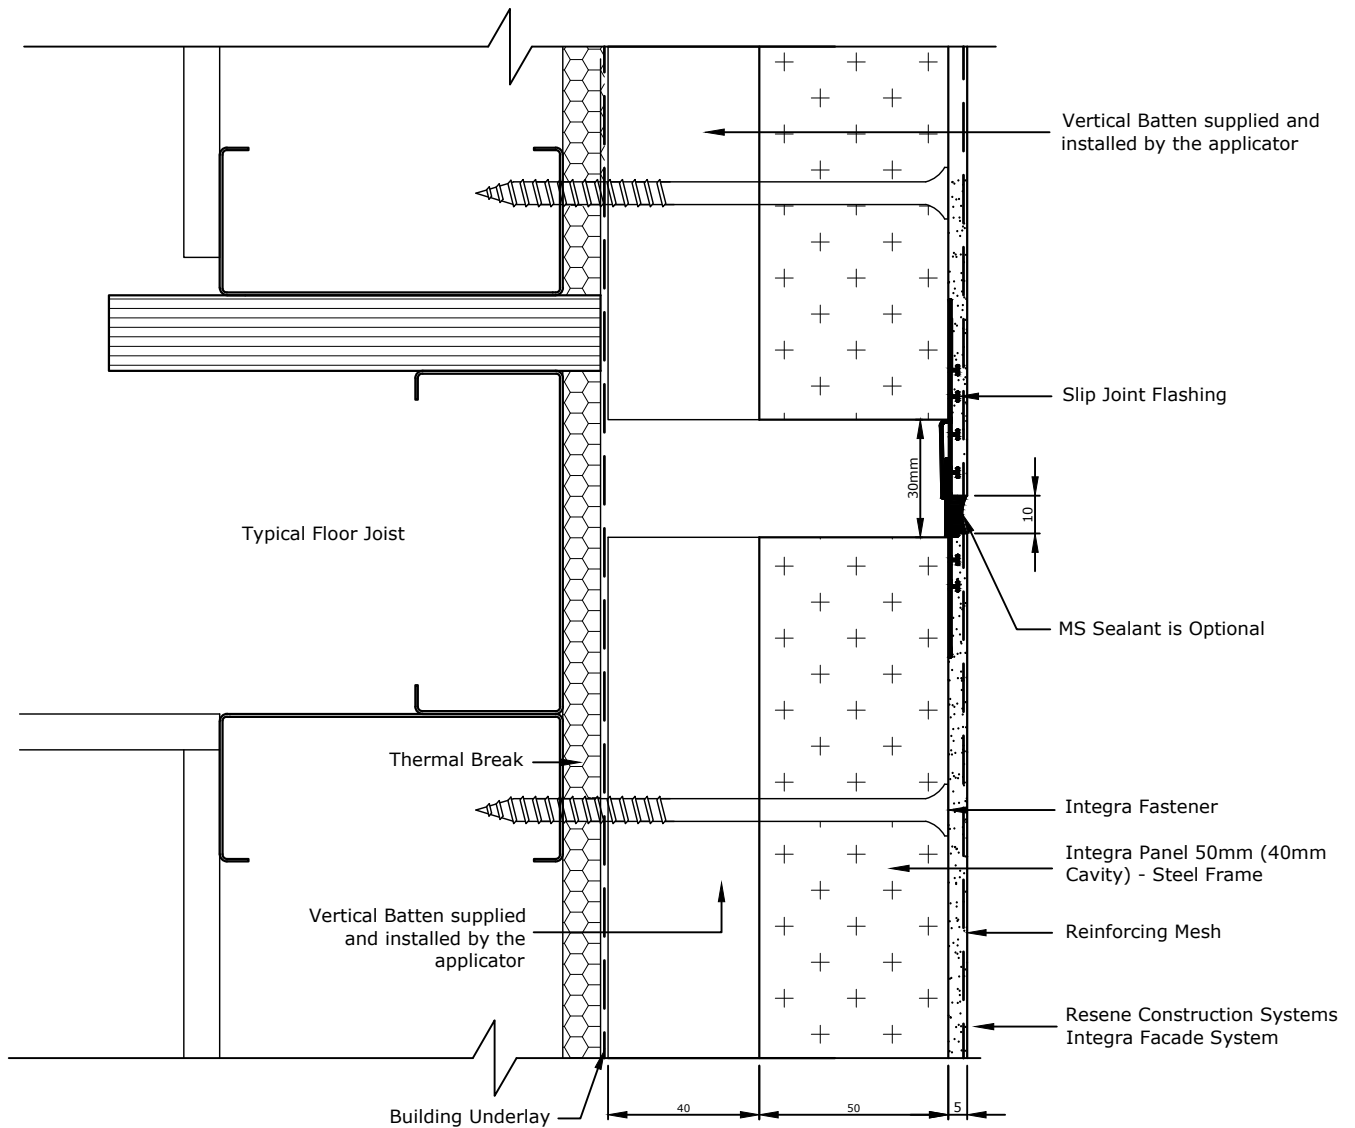 Vertical Batten supplied and
installed by the applicator
Slip Joint Flashing
30mm
10
Typical Floor Joist
MS Sealant is Optional
Thermal Break
Integra Fastener
Integra Panel 50mm (40mm
Cavity) - Steel Frame
Vertical Batten supplied
and installed by the
applicator
Reinforcing Mesh
Resene Construction Systems
Integra Facade System
Building Underlay
40
50
5